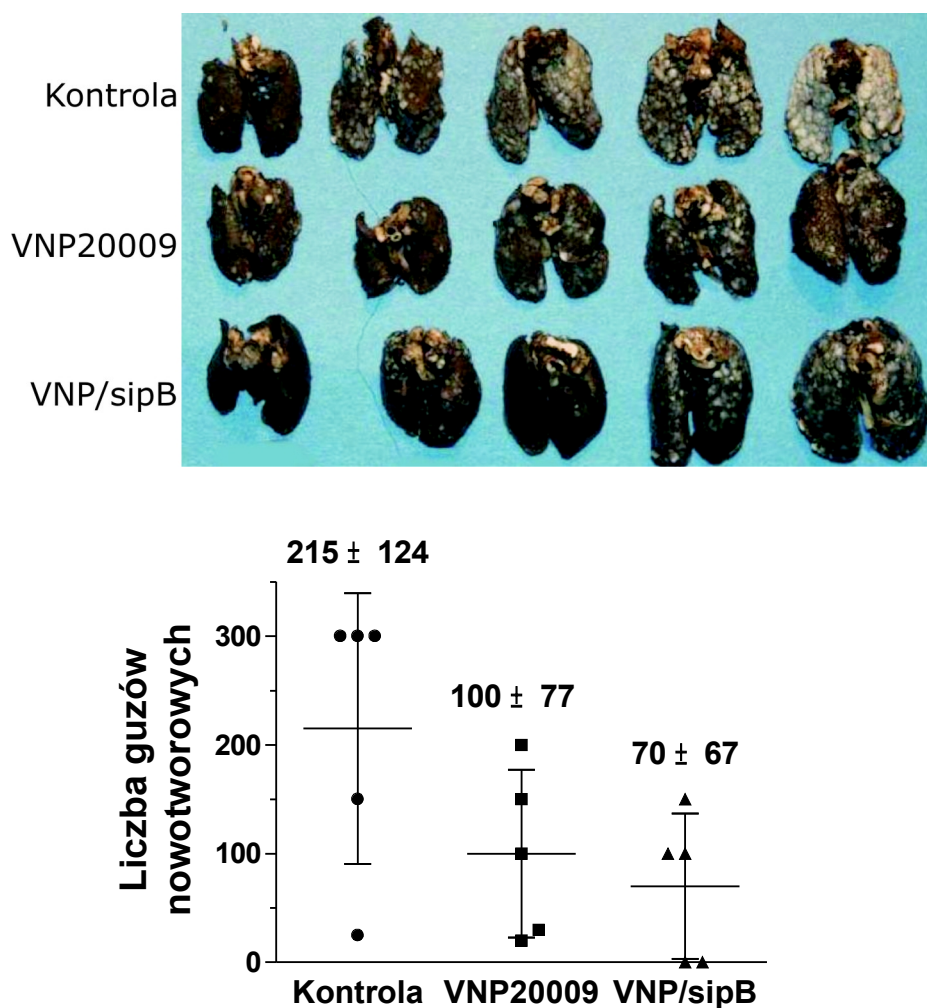 Kontrola
VNP20009
VNP/sipB
215 ± 124
100 ± 77
70 ± 67
Liczba guzów
nowotworowych
300
200
100
0
Kontrola VNP20009 VNP/sipB